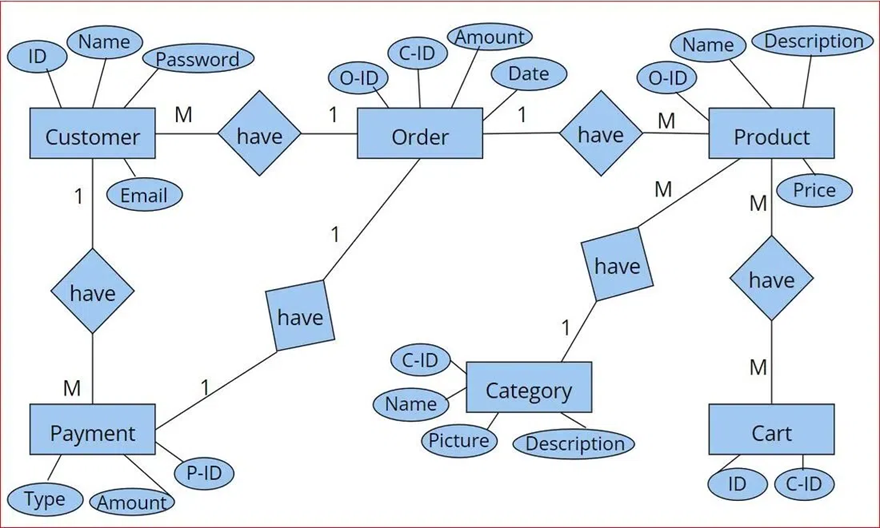 ID
Name
Password
O-ID
C-ID
Amount
Date
Name
Description
O-ID
Customer
M
have
1
Order
1
have
M
Product
Email
Price
1
1
M
M
have
have
have
have
M
1
1
M
C-ID
Name
Picture
Description
Category
Payment
Cart
Type
Amount
P-ID
ID
C-ID